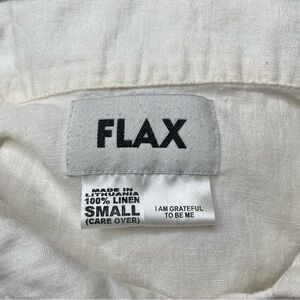 FLAX
MADE IN
LITHUANIA
100% LINEN
SMALL
(CARE OVER)
I AM GRATEFUL
TO BE ME